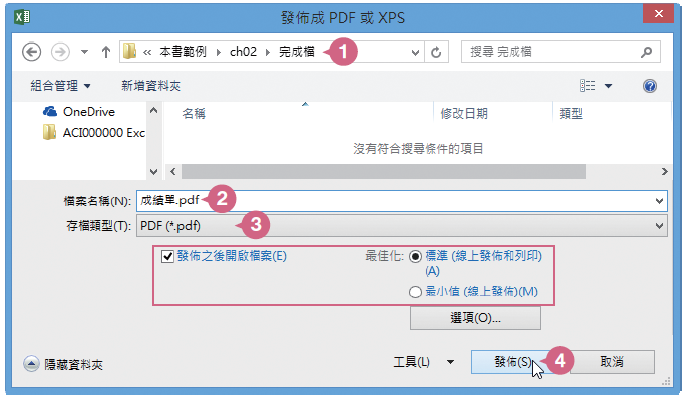 發佈成 PDF 或 XPS
« 本書範例 › ch02 › 完成檔 1 搜尋 完成檔
組合管理 新增資料夾
OneDrive
ACI000000 Exc
名稱 修改日期 類型
沒有符合搜尋條件的項目
檔案名稱(N): 成績單.pdf 2
存檔類型(T): PDF (*.pdf) 3
發佈之後開啟檔案(E) 最佳化: 標準 (線上發佈和列印)
(A)
最小值 (線上發佈)(M)
選項(O)...
隱藏資料夾 工具(L) 發佈(S) 4 取消